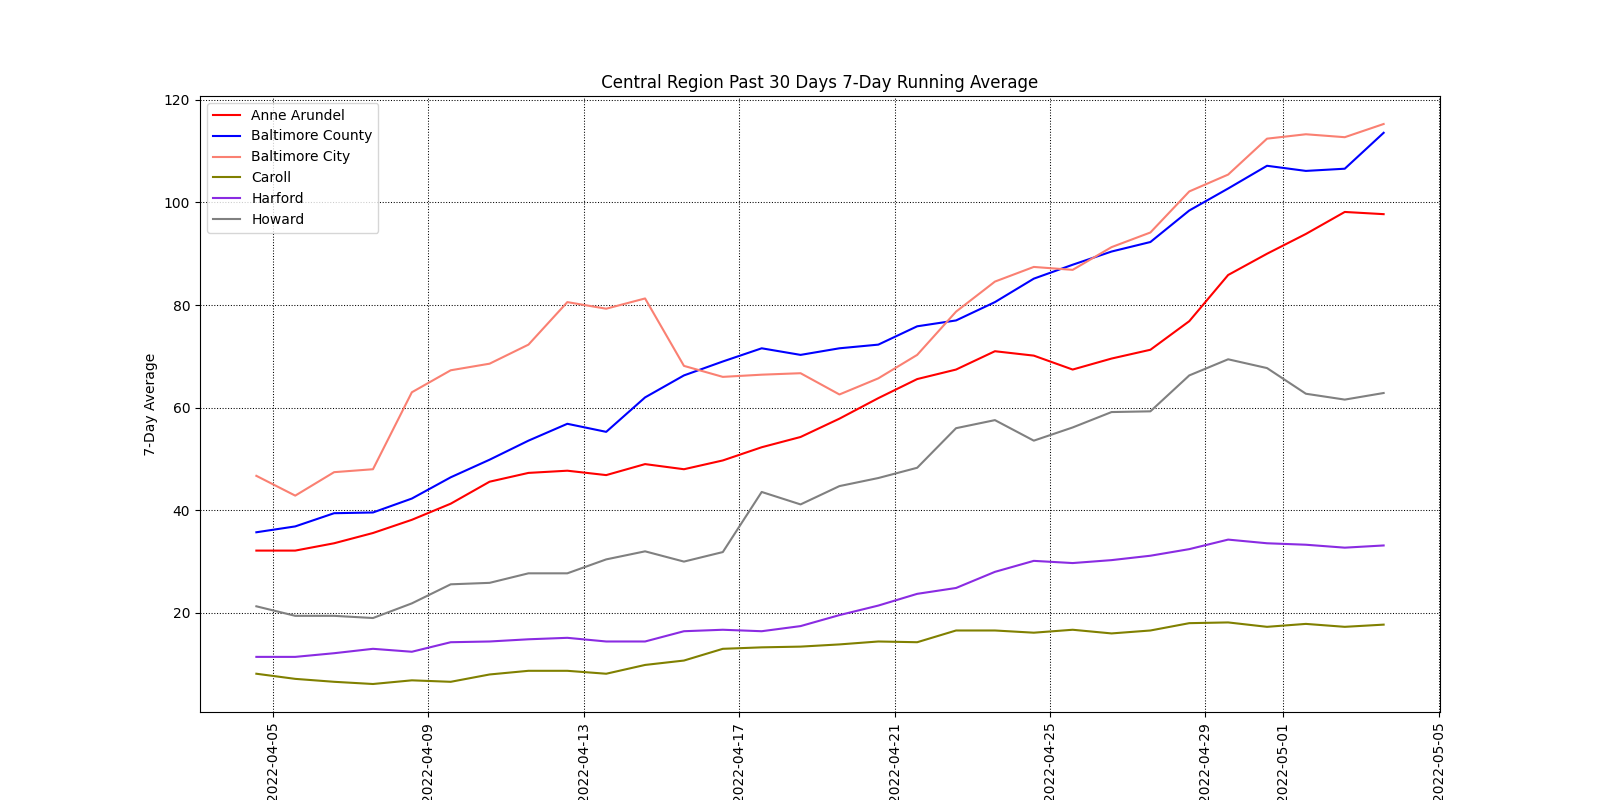 Central Region Past 30 Days 7-Day Running Average
120
100
80
60
40
20
7-Day Average
Anne Arundel
Baltimore County
Baltimore City
Caroll
Harford
Howard
2022-04-05
2022-04-09
2022-04-13
2022-04-17
2022-04-21
2022-04-25
2022-04-29
2022-05-01
2022-05-05